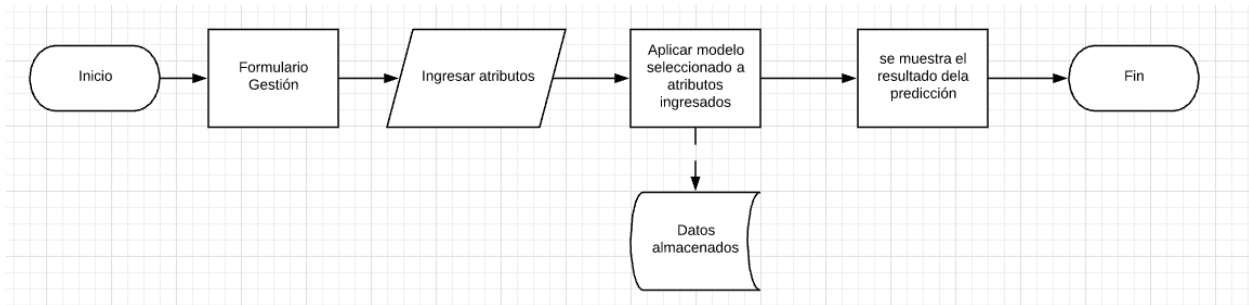 Inicio
Formulario
Gestión
Ingresar atributos
Aplicar modelo
seleccionado a
atributos
ingresados
se muestra el
resultado dela
predicción
Fin
Datos
almacenados